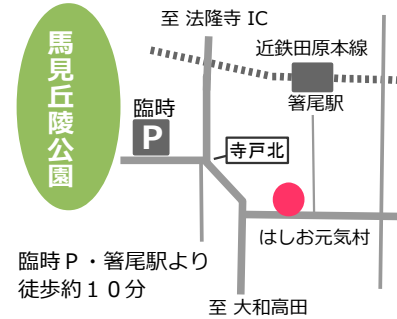 至 法隆寺 IC
近鉄田原本線
馬見丘陵公園
箸尾駅
臨時
P
寺戸北
はしお元気村
臨時P・箸尾駅より
徒歩約10分
至 大和高田